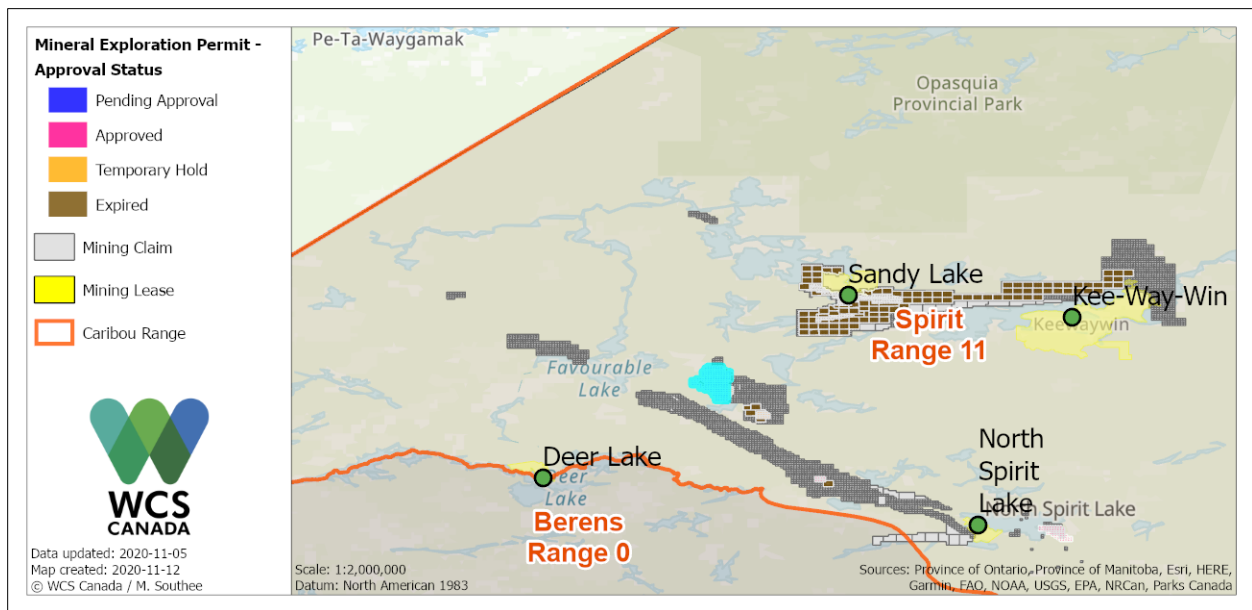 Mineral Exploration Permit -
Approval Status
Pending Approval
Approved
Temporary Hold
Expired
Mining Claim
Mining Lease
Caribou Range
WCS
CANADA
Data updated: 2020-11-05
Map created: 2020-11-12
© WCS Canada / M. Southee
Pe-Ta-Waygamak
Opasquia
Provincial Park
Sandy Lake
Kee-Way-Win
Keewaywin
Spirit
Range 11
Favourable
Lake
Deer Lake
Deer
Lake
Berens
Range 0
North
Spirit
Lake
North Spirit Lake
Scale: 1:2,000,000
Datum: North American 1983
Sources: Province of Ontario, Province of Manitoba, Esri, HERE,
Garmin, FAO, NOAA, USGS, EPA, NRCan, Parks Canada